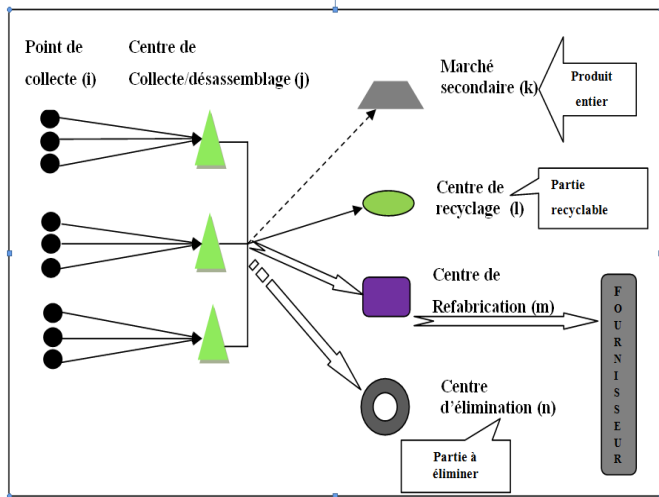 Point de
collecte (i)
Centre de
Collecte/désassemblage (j)
Marché
secondaire (k)
Produit
entier
Centre de
recyclage (l)
Partie
recyclable
Centre de
Refabrication (m)
FOURNISSEUR
Centre
d'élimination (n)
Partie à
éliminer